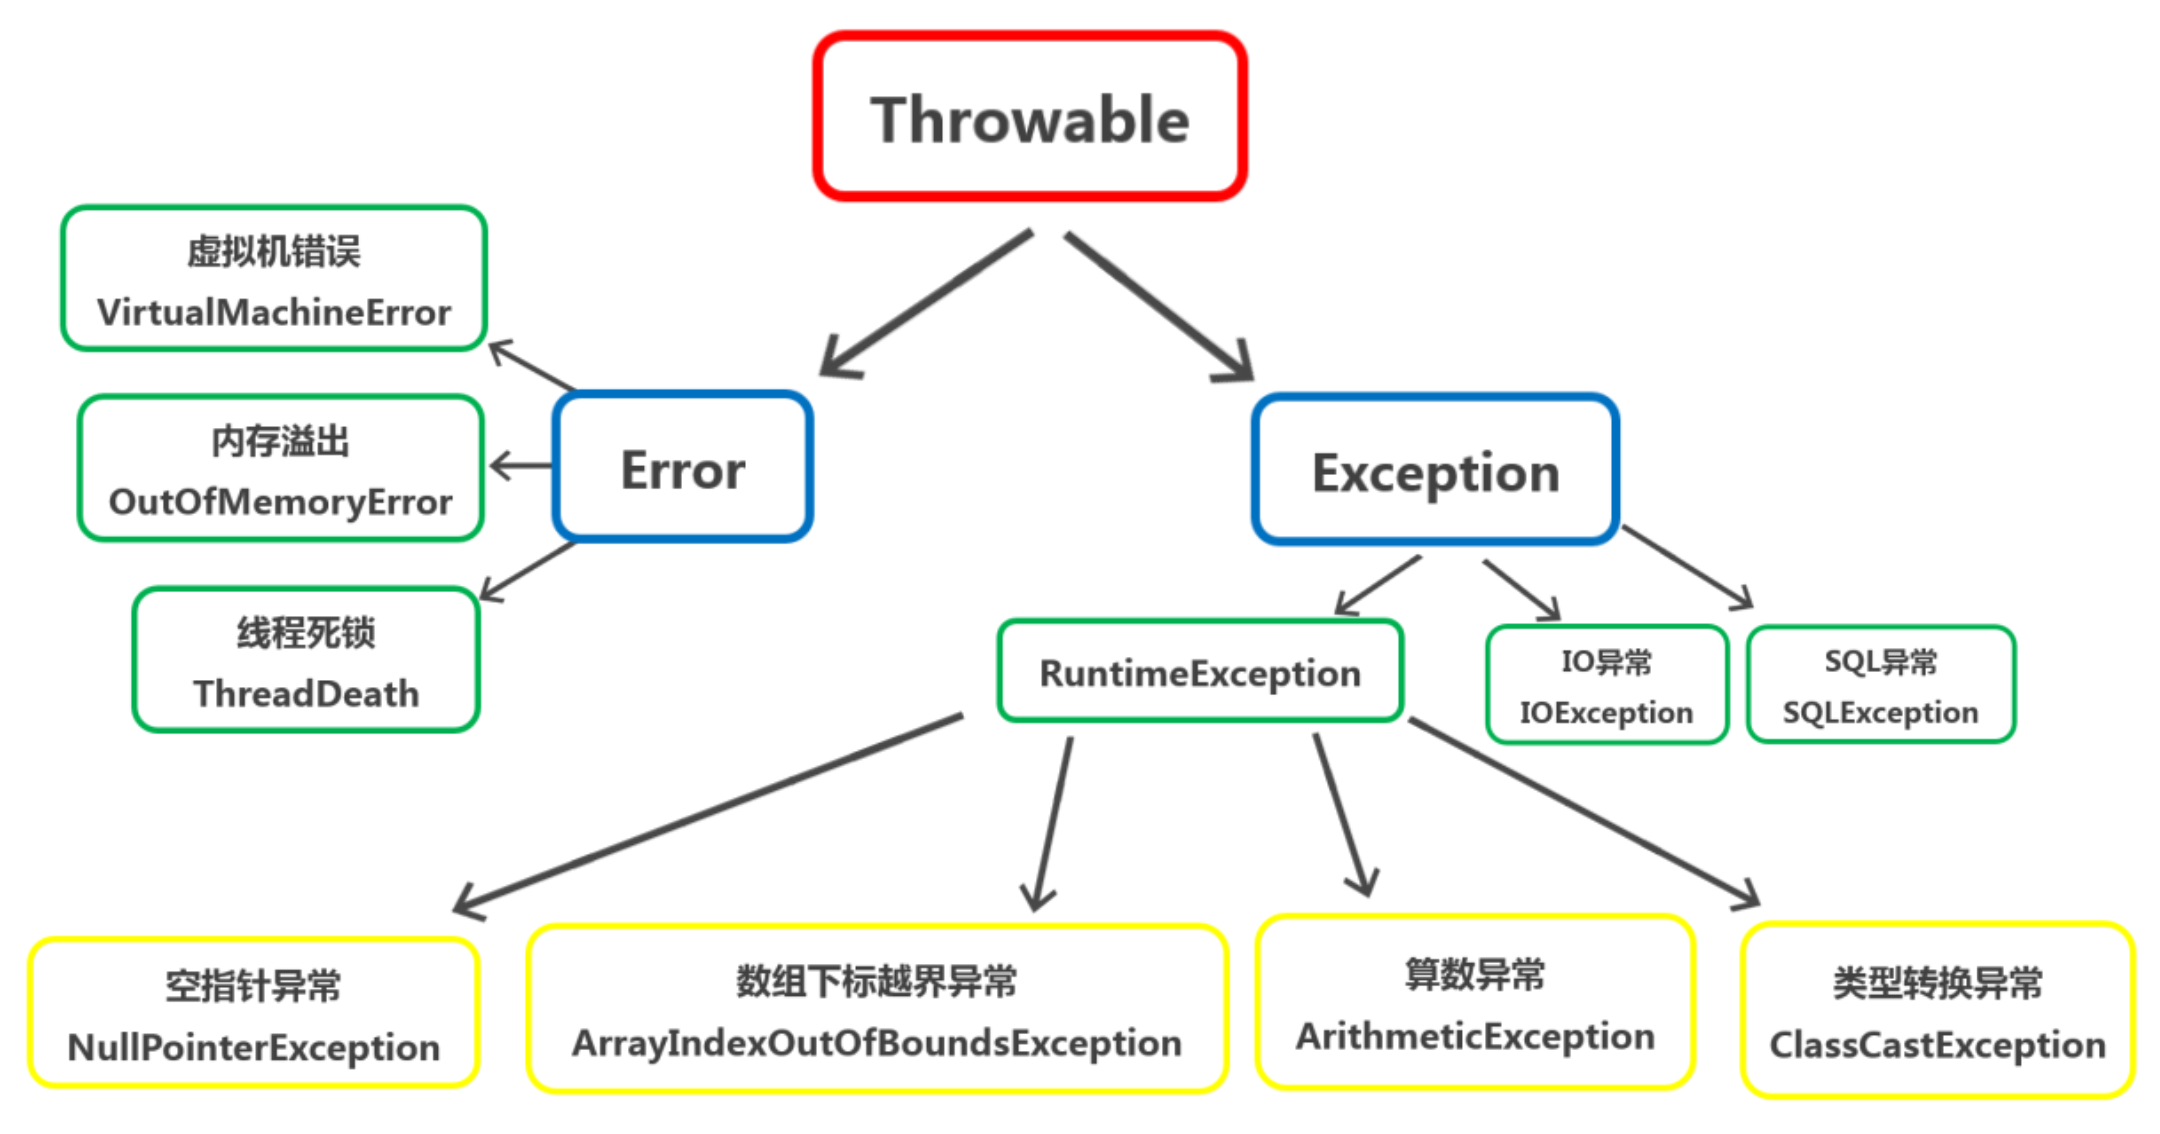 Throwable
虚拟机错误
VirtualMachineError
内存溢出
OutOfMemoryError
线程死锁
ThreadDeath
Error
Exception
RuntimeException
IO异常
IOException
SQL异常
SQLException
空指针异常
NullPointerException
数组下标越界异常
ArrayIndexOutOfBoundsException
算数异常
ArithmeticException
类型转换异常
ClassCastException